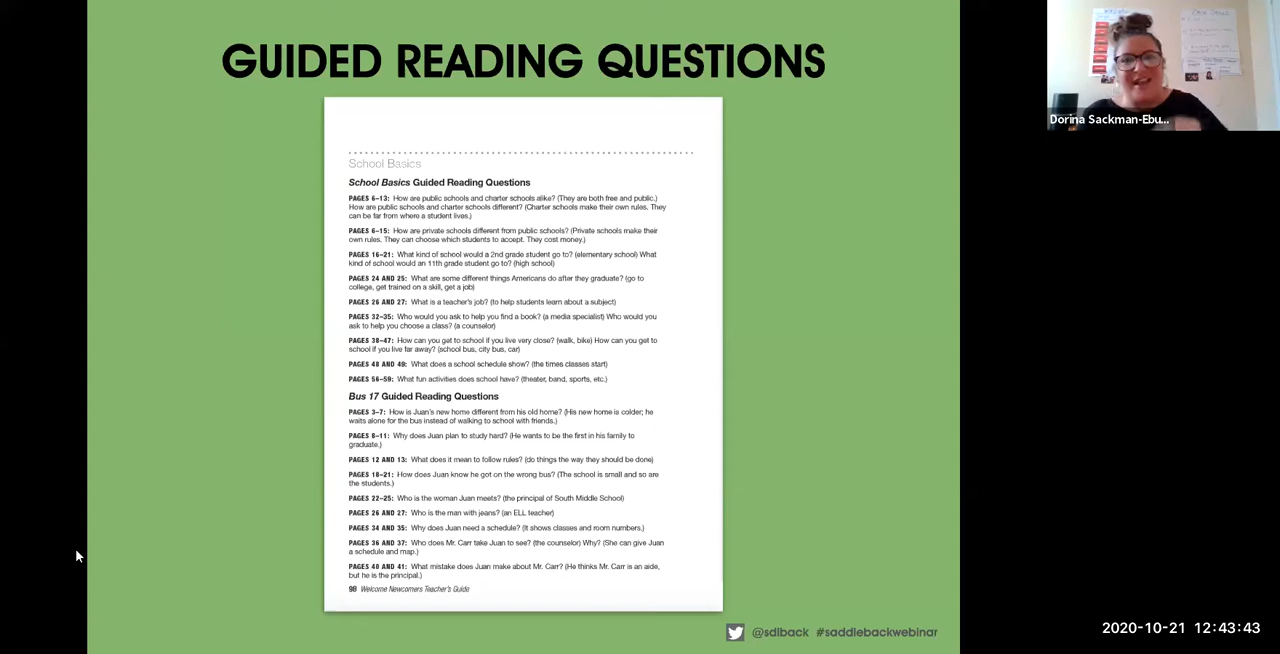 GUIDED READING QUESTIONS
School Basics
School Basics Guided Reading Questions
PAGES 6–13: How are public schools and charter schools alike? (They are both free and public.)
How are public schools and charter schools different? (Charter schools make their own rules. They
can be far from where a student lives.)
PAGES 6–15: How are private schools different from public schools? (Private schools make their
own rules. They can choose which students to accept. They cost money.)
PAGES 16–21: What kind of school would a 2nd grade student go to? (elementary school) What
kind of school would an 11th grade student go to? (high school)
PAGES 24 AND 25: What are some different things Americans do after they graduate? (go to
college, get trained on a skill, get a job)
PAGES 26 AND 27: What is a teacher's job? (to help students learn about a subject)
PAGES 32–35: Who would you ask to help you find a book? (a media specialist) Who would you
ask to help you choose a class? (a counselor)
PAGES 38–47: How can you get to school if you live very close? (walk, bike) How can you get to
school if you live far away? (school bus, city bus, car)
PAGES 48 AND 49: What does a school schedule show? (the times classes start)
PAGES 56–59: What fun activities does school have? (theater, band, sports, etc.)
Bus 17 Guided Reading Questions
PAGES 3–7: How is Juan's new home different from his old home? (His new home is colder; he
waits alone for the bus instead of walking to school with friends.)
PAGES 8–11: Why does Juan plan to study hard? (He wants to be the first in his family to
graduate.)
PAGES 12 AND 13: What does it mean to follow rules? (do things the way they should be done)
PAGES 18–21: How does Juan know he got on the wrong bus? (The school is small and so are
the students.)
PAGES 22–25: Who is the woman Juan meets? (the principal of South Middle School)
PAGES 26 AND 27: Who is the man with jeans? (an ELL teacher)
PAGES 34 AND 35: Why does Juan need a schedule? (It shows classes and room numbers.)
PAGES 36 AND 37: Who does Mr. Carr take Juan to see? (the counselor) Why? (She can give Juan
a schedule and map.)
PAGES 40 AND 41: What mistake does Juan make about Mr. Carr? (He thinks Mr. Carr is an aide,
but he is the principal.)
98 Welcome Newcomers Teacher's Guide
@sdlback #saddlebackwebinar
Dorina Sackman-Ebu...
2020-10-21 12:43:43